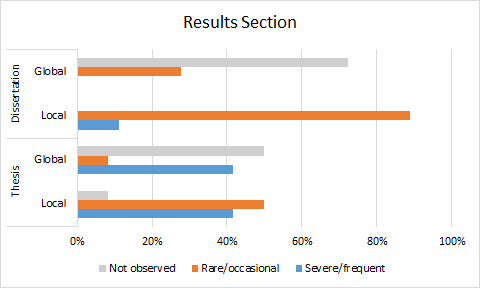 Results Section
Dissertation
Global
Local
Thesis
Global
Local
0% 20% 40% 60% 80% 100%
Not observed Rare/occasional Severe/frequent